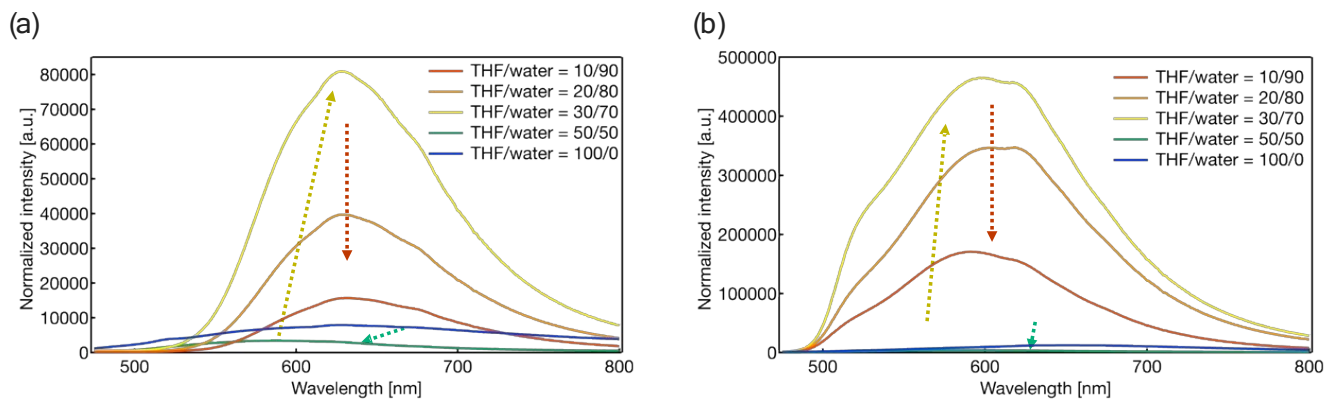 (a)
80000
70000
60000
50000
40000
30000
20000
10000
0
500
600
700
800
Normalized intensity [a.u.]
Wavelength [nm]
THF/water = 10/90
THF/water = 20/80
THF/water = 30/70
THF/water = 50/50
THF/water = 100/0
(b)
500000
400000
300000
200000
100000
0
500
600
700
800
Normalized intensity [a.u.]
Wavelength [nm]
THF/water = 10/90
THF/water = 20/80
THF/water = 30/70
THF/water = 50/50
THF/water = 100/0